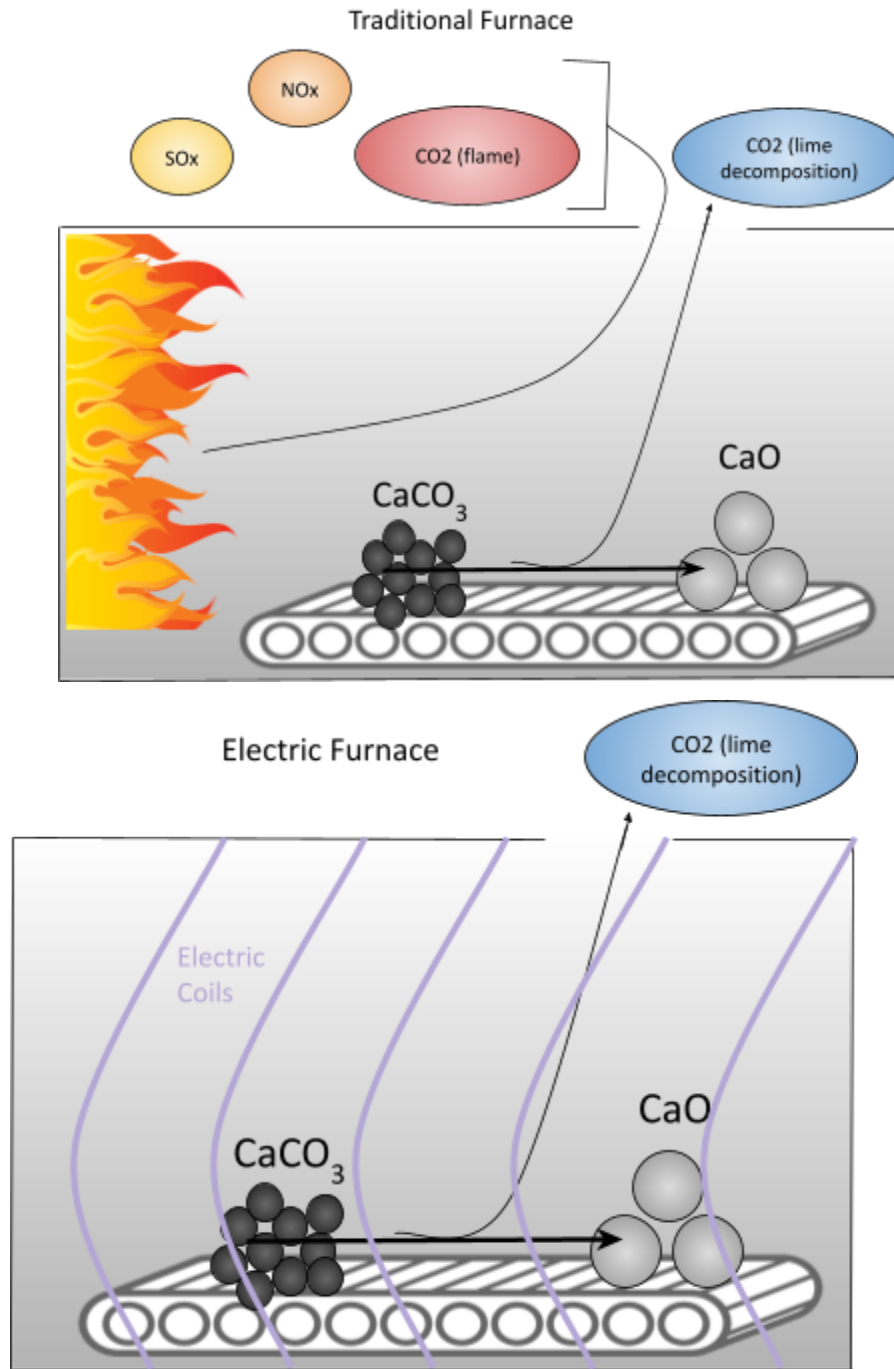 Traditional Furnace
NOx
SOx
CO2 (flame)
CO2 (lime
decomposition)
CaCO₃
CaO
Electric Furnace
CO2 (lime
decomposition)
Electric
Coils
CaCO₃
CaO